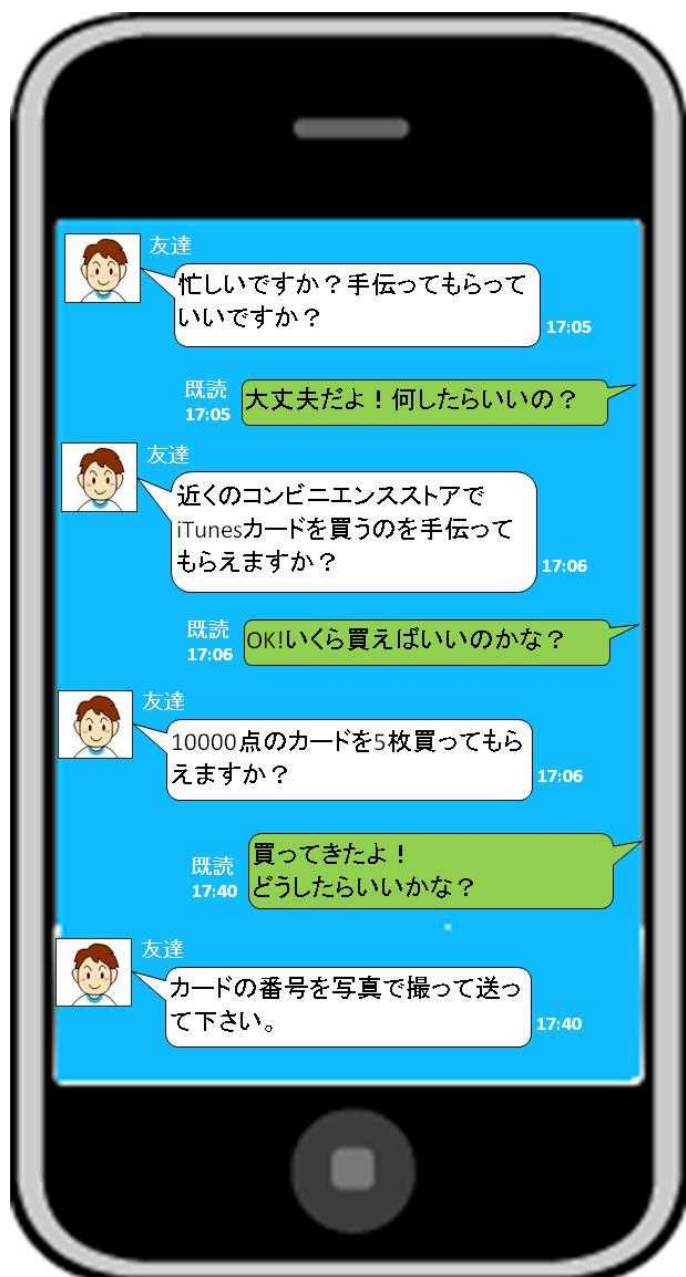 友達
忙しいですか？手伝ってもらって
いいですか？
17:05
既読
17:05
大丈夫だよ！何したらいいの？
友達
近くのコンビニエンスストアで
iTunesカードを買うのを手伝って
もらえますか？
17:06
既読
17:06
OK!いくら買えばいいのかな？
友達
10000点のカードを5枚買ってもら
えますか？
17:06
既読
17:40
買ってきたよ！
どうしたらいいかな？
友達
カードの番号を写真で撮って送っ
て下さい。
17:40